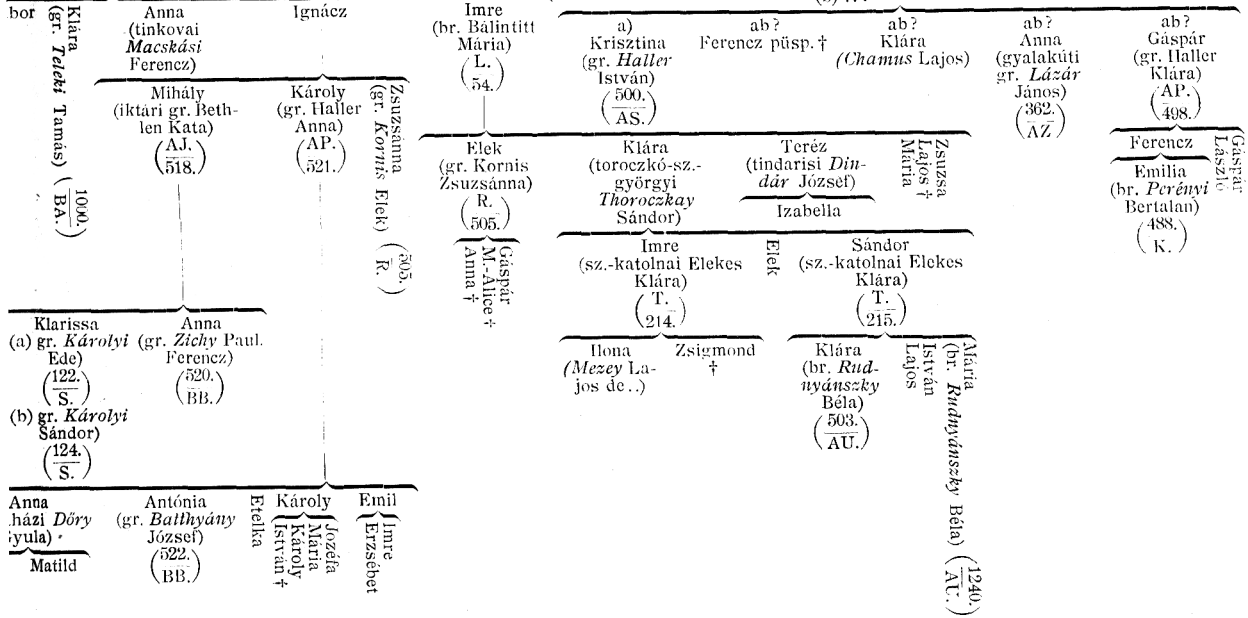 bor
Klára
(gr. Teleki Tamás) (1000. BA.)
Anna
(tinkovai
Macskási
Ferencz)
Ignácz
Imre
(br. Bálintitt
Mária)
(L.
54.)
a)
Krisztina
(gr. Haller
István)
(500.
AS.)
ab?
Ferencz püsp. †
ab?
Klára
(Chamus Lajos)
ab?
Anna
(gyalakúti
gr. Lázár
János)
(362.
AZ)
ab?
Gáspár
(gr. Haller
Klára)
(AP.
498.)
Mihály
(iktári gr. Beth-
len Kata)
(AJ.
518.)
Károly
(gr. Haller
Anna)
(AP.
521.)
Zsuzsánna
(gr. Kornis Elek) (505. R.)
Elek
(gr. Kornis
Zsuzsánna)
(R.
505.)
Klára
(toroczkó-sz.-
györgyi
Thoroczkay
Sándor)
Teréz
(tindarisi Din-
dár József)
Izabella
Zsuzsa
Lajos †
Mária
Ferencz
Gáspár
László
Emilia
(br. Perényi
Bertalan)
(488.
K.)
Gáspár
M.-Alice †
Anna †
Imre
(sz.-katolnai Elekes
Klára)
(T.
214.)
Elek
Sándor
(sz.-katolnai Elekes
Klára)
(T.
215.)
Klarissa
(a) gr. Károlyi
Ede)
(122.
S.)
(b) gr. Károlyi
Sándor)
(124.
S.)
Anna
(gr. Zichy Paul.
Ferencz)
(520.
BB.)
Ilona
(Mezey La-
jos de..)
Zsigmond
†
Klára
(br. Rud-
nyánszky
Béla)
(503.
AU.)
István
Lajos
Mária
(br. Rudnyánszky Béla) (1240. AU.)
Anna
házi Dőry
yula)
Matild
Antónia
(gr. Batthyány
József)
(522.
BB.)
Etelka
Károly
Jozéfa
Mária
Károly
István †
Emil
Imre
Erzsébet